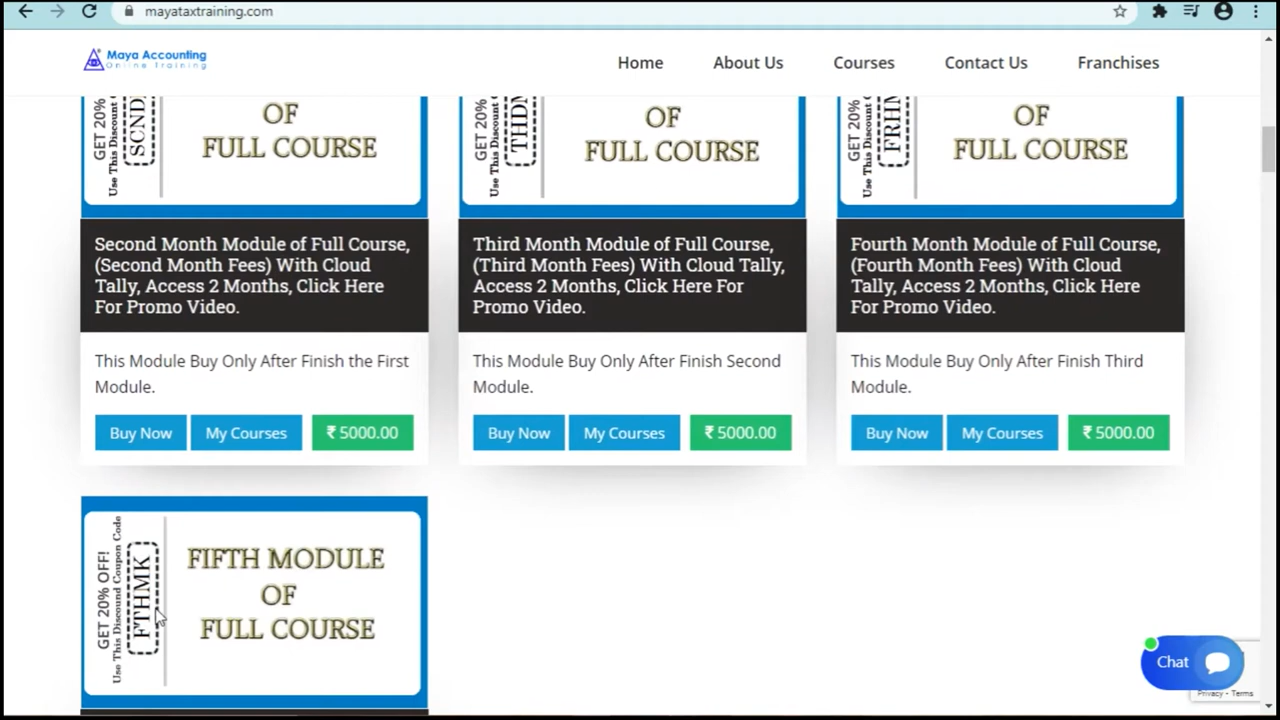 mayataxtraining.com
Maya Accounting
Online Training
Home
About Us
Courses
Contact Us
Franchises
GET 20%
Use This Discount
OF
FULL COURSE
GET 20%
Use This Discount
OF
FULL COURSE
GET 20%
Use This Discount
OF
FULL COURSE
Second Month Module of Full Course,
(Second Month Fees) With Cloud
Tally, Access 2 Months, Click Here
For Promo Video.
This Module Buy Only After Finish the First
Module.
Buy Now
My Courses
₹ 5000.00
Third Month Module of Full Course,
(Third Month Fees) With Cloud Tally,
Access 2 Months, Click Here For
Promo Video.
This Module Buy Only After Finish Second
Module.
Buy Now
My Courses
₹ 5000.00
Fourth Month Module of Full Course,
(Fourth Month Fees) With Cloud
Tally, Access 2 Months, Click Here
For Promo Video.
This Module Buy Only After Finish Third
Module.
Buy Now
My Courses
₹ 5000.00
GET 20% OFF!
Use This Discound Coupon Code
FTHMK
FIFTH MODULE
OF
FULL COURSE
Chat
Privacy - Terms